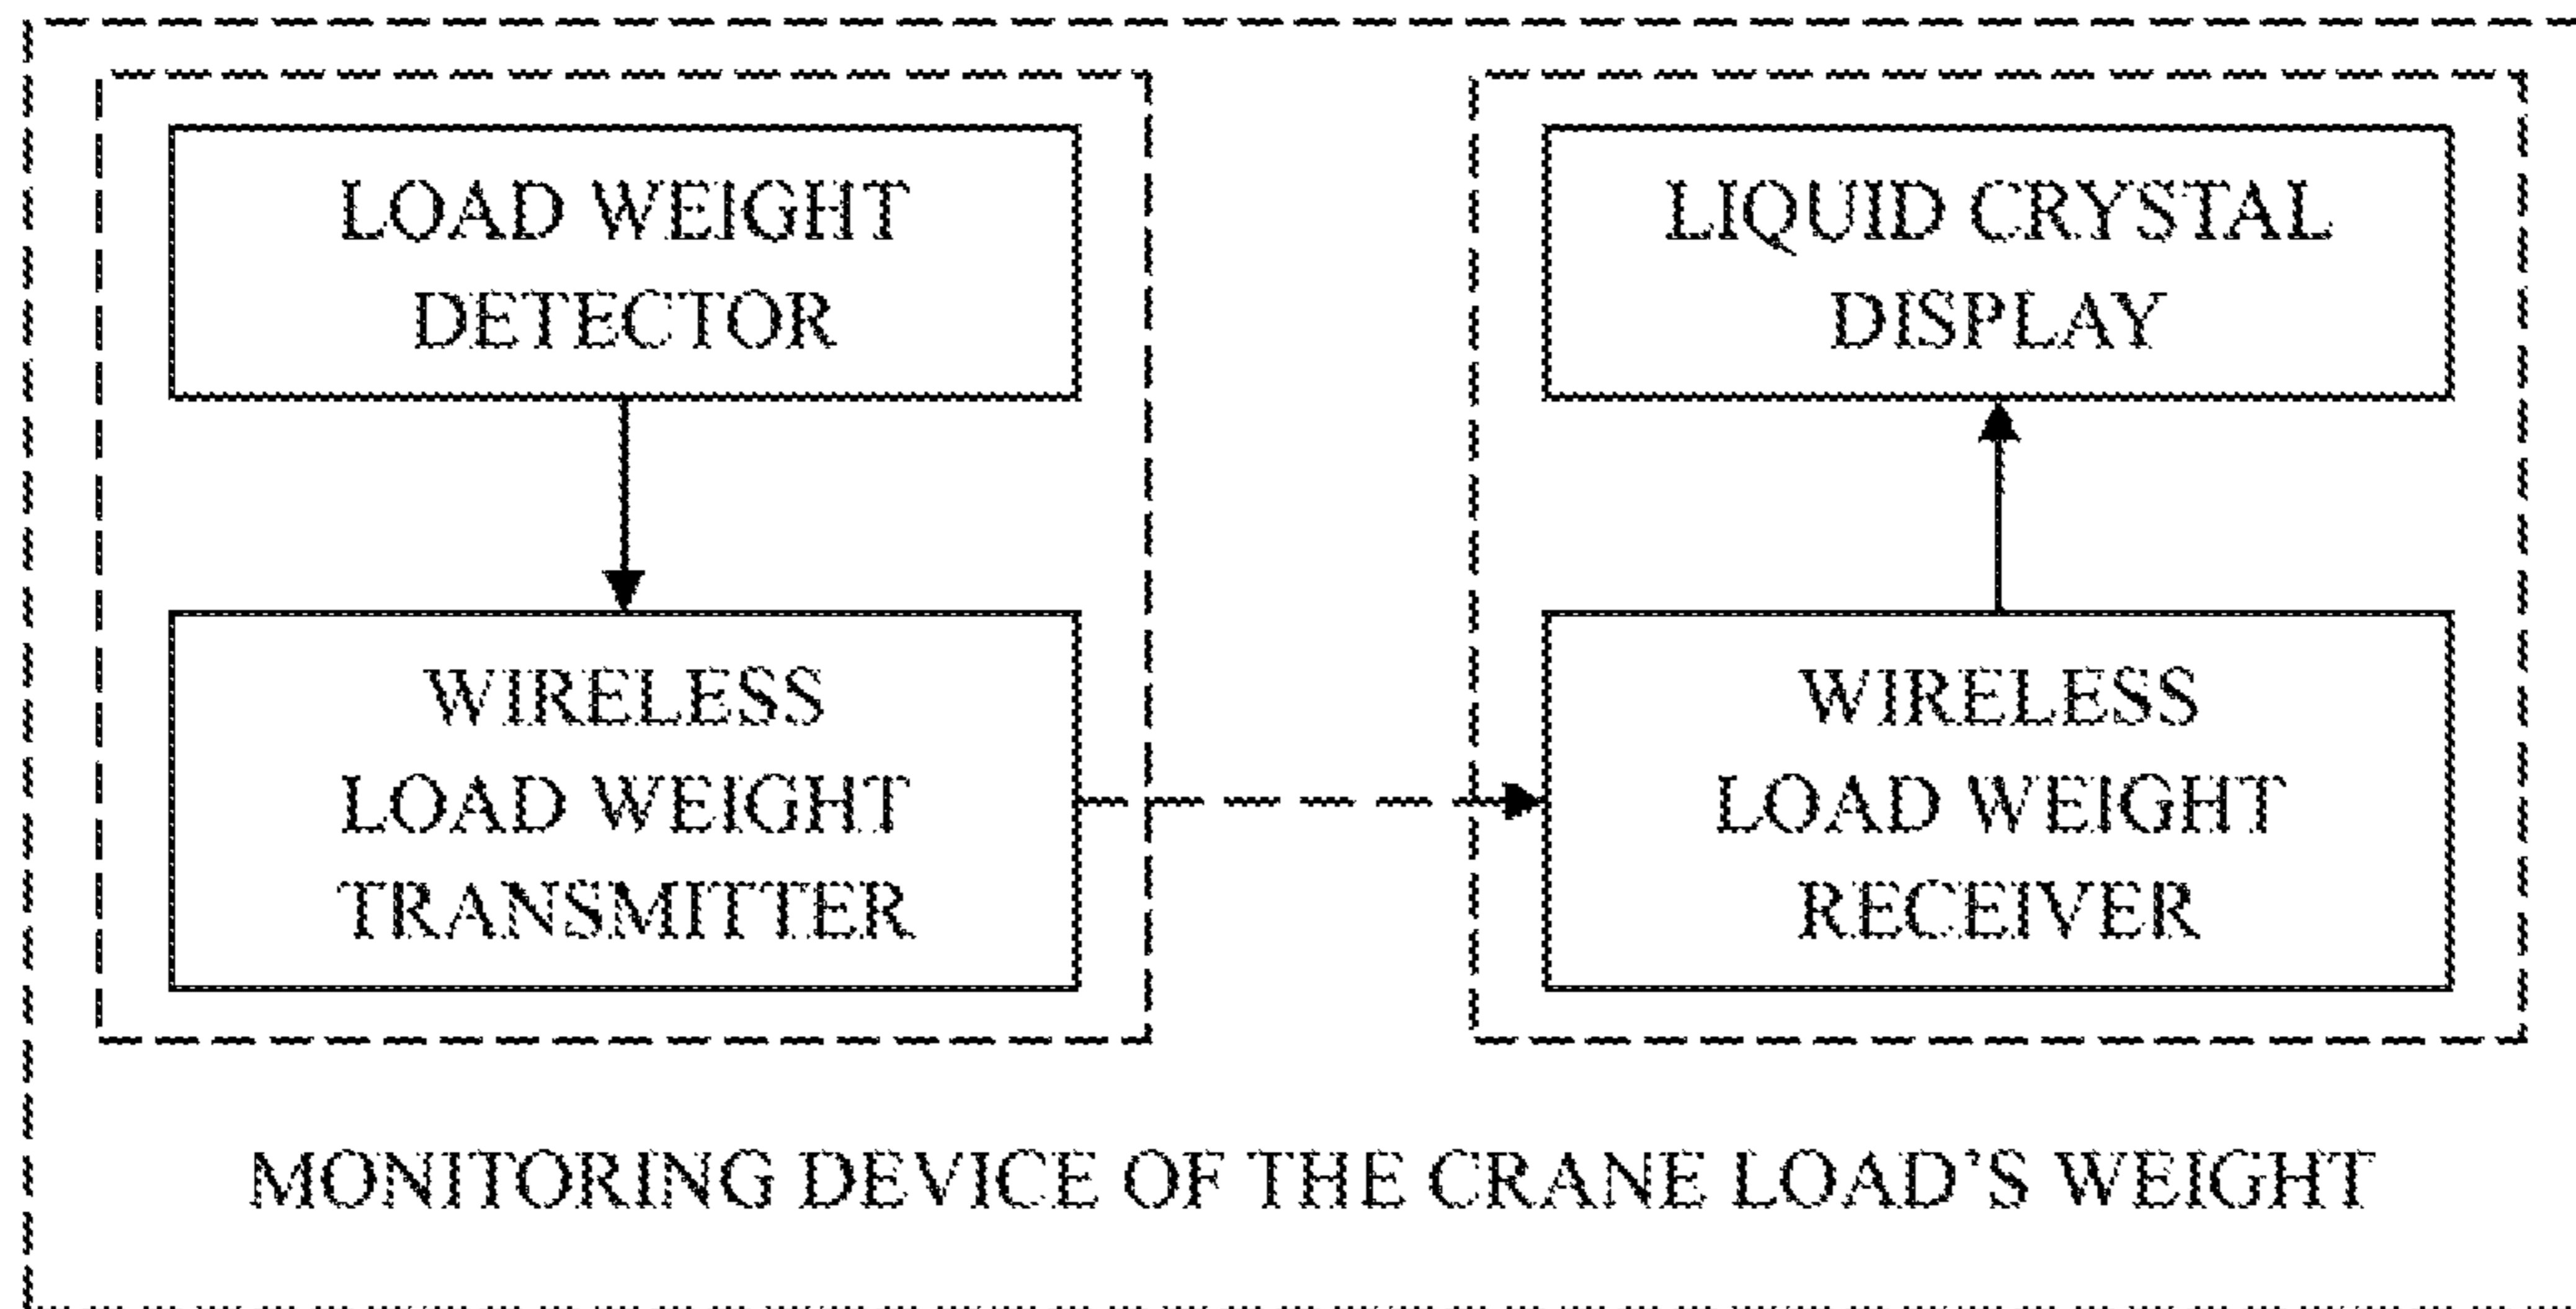 LOAD WEIGHT
DETECTOR
WIRELESS
LOAD WEIGHT
TRANSMITTER
LIQUID CRYSTAL
DISPLAY
WIRELESS
LOAD WEIGHT
RECEIVER
MONITORING DEVICE OF THE CRANE LOAD'S WEIGHT